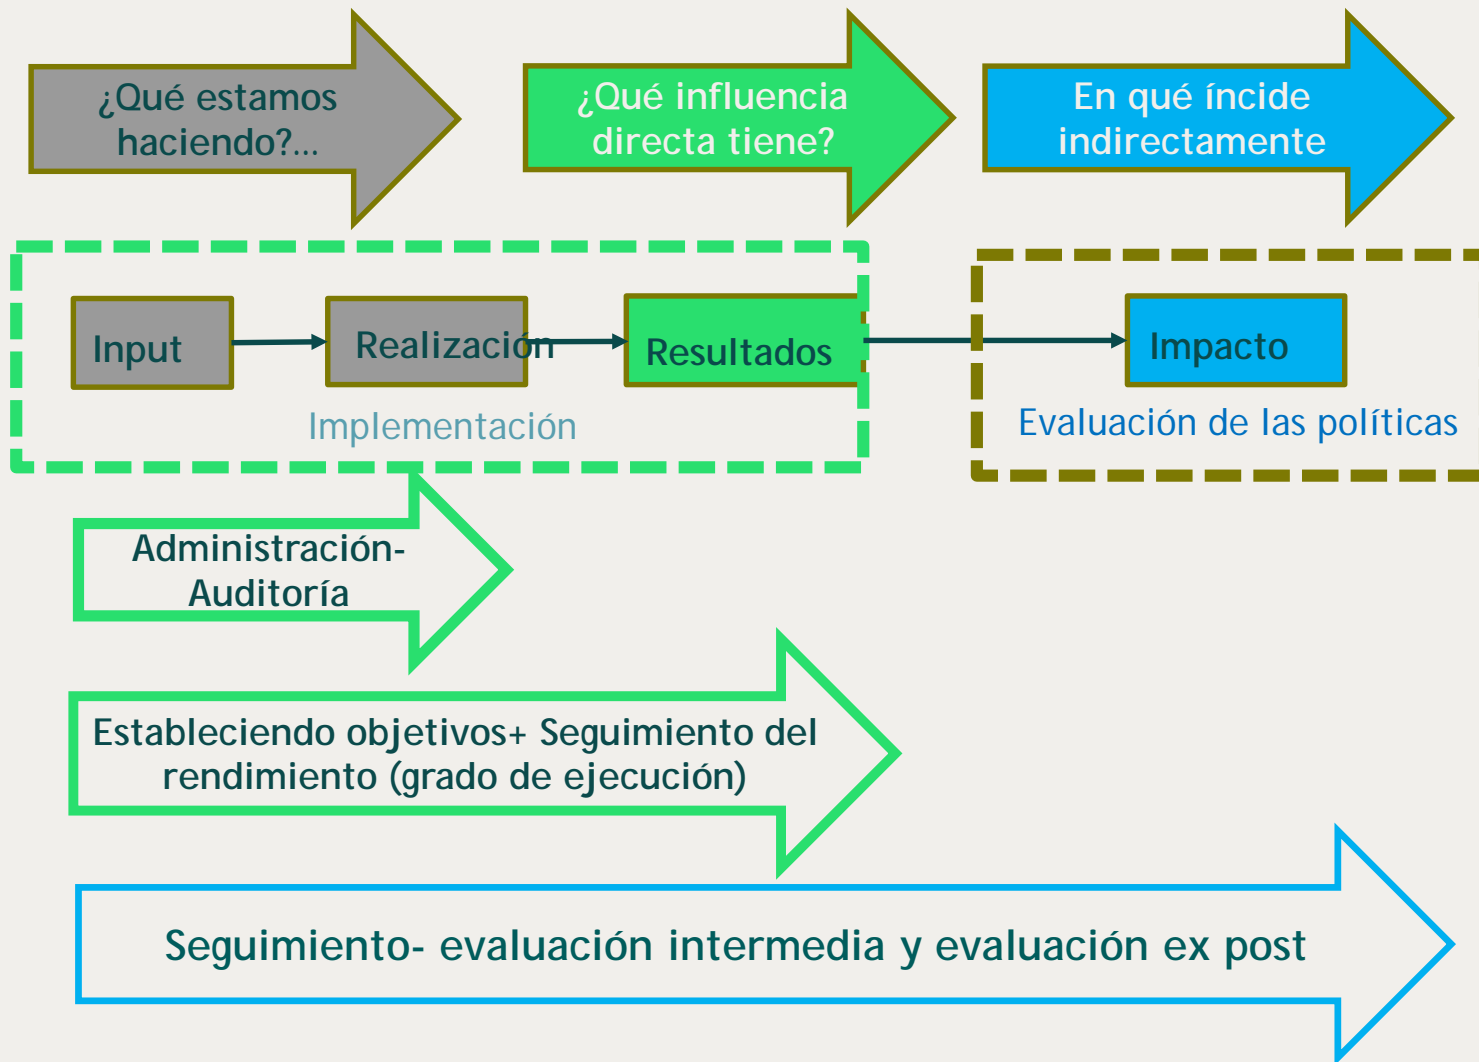 ¿Qué estamos
haciendo?...
¿Qué influencia
directa tiene?
En qué íncide
indirectamente
Input
Realización
Resultados
Impacto
Implementación
Evaluación de las políticas
Administración-
Auditoría
Estableciendo objetivos+ Seguimiento del
rendimiento (grado de ejecución)
Seguimiento- evaluación intermedia y evaluación ex post